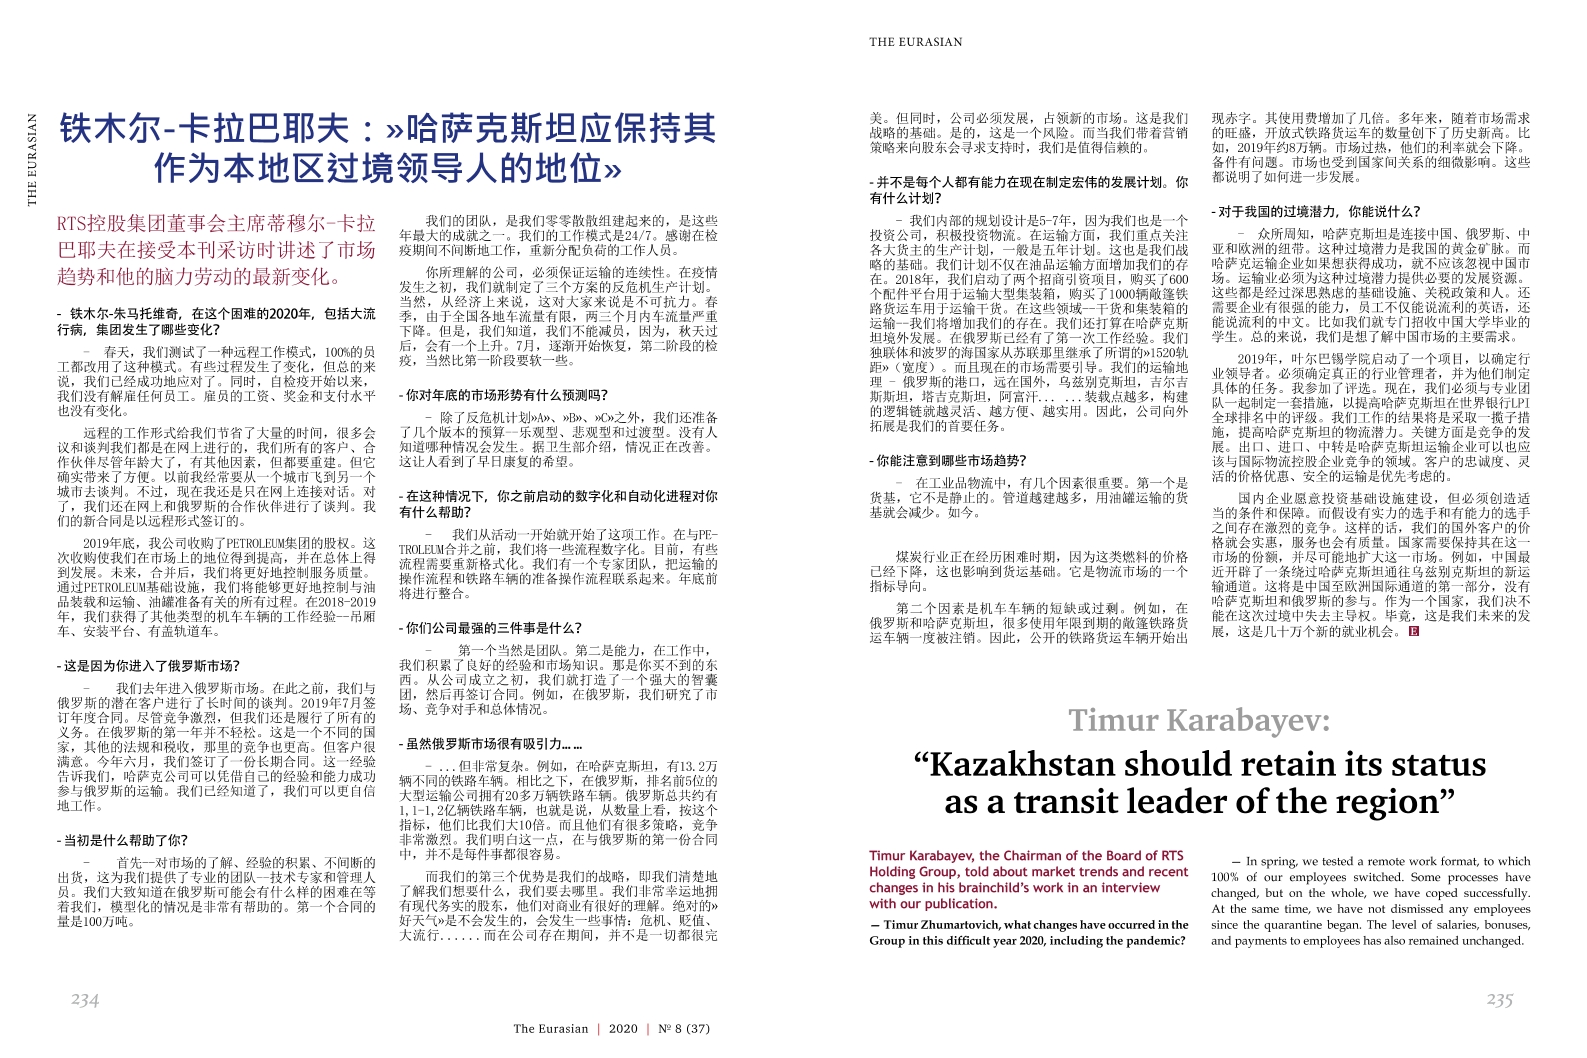 THE EURASIAN
铁木尔-卡拉巴耶夫：»哈萨克斯坦应保持其
作为本地区过境领导人的地位»
RTS控股集团董事会主席蒂穆尔-卡拉
巴耶夫在接受本刊采访时讲述了市场
趋势和他的脑力劳动的最新变化。
- 铁木尔-朱马托维奇，在这个困难的2020年，包括大流
行病，集团发生了哪些变化？
– 春天，我们测试了一种远程工作模式，100%的员
工都改用了这种模式。有些过程发生了变化，但总的来
说，我们已经成功地应对了。同时，自检疫开始以来，
我们没有解雇任何员工。雇员的工资、奖金和支付水平
也没有变化。
远程的工作形式给我们节省了大量的时间，很多会
议和谈判我们都是在网上进行的，我们所有的客户、合
作伙伴尽管年龄大了，有其他因素，但都要重建。但它
确实带来了方便。以前我经常要从一个城市飞到另一个
城市去谈判。不过，现在我还是只在网上连接对话。对
了，我们还在网上和俄罗斯的合作伙伴进行了谈判。我
们的新合同是以远程形式签订的。
2019年底，我公司收购了PETROLEUM集团的股权。这
次收购使我们在市场上的地位得到提高，并在总体上得
到发展。未来，合并后，我们将更好地控制服务质量。
通过PETROLEUM基础设施，我们将能够更好地控制与油
品装载和运输、油罐准备有关的所有过程。在2018-2019
年，我们获得了其他类型的机车车辆的工作经验--吊厢
车、安装平台、有盖轨道车。
- 这是因为你进入了俄罗斯市场？
– 我们去年进入俄罗斯市场。在此之前，我们与
俄罗斯的潜在客户进行了长时间的谈判。2019年7月签
订年度合同。尽管竞争激烈，但我们还是履行了所有的
义务。在俄罗斯的第一年并不轻松。这是一个不同的国
家，其他的法规和税收，那里的竞争也更高。但客户很
满意。今年六月，我们签订了一份长期合同。这一经验
告诉我们，哈萨克公司可以凭借自己的经验和能力成功
参与俄罗斯的运输。我们已经知道了，我们可以更自信
地工作。
- 当初是什么帮助了你？
– 首先--对市场的了解、经验的积累、不间断的
出货，这为我们提供了专业的团队--技术专家和管理人
员。我们大致知道在俄罗斯可能会有什么样的困难在等
着我们，模型化的情况是非常有帮助的。第一个合同的
量是100万吨。
我们的团队，是我们零零散散组建起来的，是这些
年最大的成就之一。我们的工作模式是24/7。感谢在检
疫期间不间断地工作，重新分配负荷的工作人员。
你所理解的公司，必须保证运输的连续性。在疫情
发生之初，我们就制定了三个方案的反危机生产计划。
当然，从经济上来说，这对大家来说是不可抗力。春
季，由于全国各地车流量有限，两三个月内车流量严重
下降。但是，我们知道，我们不能减员，因为，秋天过
后，会有一个上升。7月，逐渐开始恢复，第二阶段的检
疫，当然比第一阶段要软一些。
- 你对年底的市场形势有什么预测吗？
– 除了反危机计划»A»、»B»、»C»之外，我们还准备
了几个版本的预算--乐观型、悲观型和过渡型。没有人
知道哪种情况会发生。据卫生部介绍，情况正在改善。
这让人看到了早日康复的希望。
- 在这种情况下，你之前启动的数字化和自动化进程对你
有什么帮助？
– 我们从活动一开始就开始了这项工作。在与PE-
TROLEUM合并之前，我们将一些流程数字化。目前，有些
流程需要重新格式化。我们有一个专家团队，把运输的
操作流程和铁路车辆的准备操作流程联系起来。年底前
将进行整合。
- 你们公司最强的三件事是什么？
– 第一个当然是团队。第二是能力，在工作中，
我们积累了良好的经验和市场知识。那是你买不到的东
西。从公司成立之初，我们就打造了一个强大的智囊
团，然后再签订合同。例如，在俄罗斯，我们研究了市
场、竞争对手和总体情况。
- 虽然俄罗斯市场很有吸引力... ...
– ...但非常复杂。例如，在哈萨克斯坦，有13.2万
辆不同的铁路车辆。相比之下，在俄罗斯，排名前5位的
大型运输公司拥有20多万辆铁路车辆。俄罗斯总共约有
1,1-1,2亿辆铁路车辆，也就是说，从数量上看，按这个
指标，他们比我们大10倍。而且他们有很多策略，竞争
非常激烈。我们明白这一点，在与俄罗斯的第一份合同
中，并不是每件事都很容易。
而我们的第三个优势是我们的战略，即我们清楚地
了解我们想要什么，我们要去哪里。我们非常幸运地拥
有现代务实的股东，他们对商业有很好的理解。绝对的»
好天气»是不会发生的，会发生一些事情：危机、贬值、
大流行......而在公司存在期间，并不是一切都很完
234
The Eurasian | 2020 | № 8 (37)
THE EURASIAN
美。但同时，公司必须发展，占领新的市场。这是我们
战略的基础。是的，这是一个风险。而当我们带着营销
策略来向股东会寻求支持时，我们是值得信赖的。
- 并不是每个人都有能力在现在制定宏伟的发展计划。你
有什么计划？
– 我们内部的规划设计是5-7年，因为我们也是一个
投资公司，积极投资物流。在运输方面，我们重点关注
各大货主的生产计划，一般是五年计划。这也是我们战
略的基础。我们计划不仅在油品运输方面增加我们的存
在。2018年，我们启动了两个招商引资项目，购买了600
个配件平台用于运输大型集装箱，购买了1000辆敞篷铁
路货运车用于运输干货。在这些领域--干货和集装箱的
运输--我们将增加我们的存在。我们还打算在哈萨克斯
坦境外发展。在俄罗斯已经有了第一次工作经验。我们
独联体和波罗的海国家从苏联那里继承了所谓的»1520轨
距»（宽度）。而且现在的市场需要引导。我们的运输地
理 – 俄罗斯的港口，远在国外，乌兹别克斯坦，吉尔吉
斯斯坦，塔吉克斯坦，阿富汗... ...装载点越多，构建
的逻辑链就越灵活、越方便、越实用。因此，公司向外
拓展是我们的首要任务。
- 你能注意到哪些市场趋势？
– 在工业品物流中，有几个因素很重要。第一个是
货基，它不是静止的。管道越建越多，用油罐运输的货
基就会减少。如今。
煤炭行业正在经历困难时期，因为这类燃料的价格
已经下降，这也影响到货运基础。它是物流市场的一个
指标导向。
第二个因素是机车车辆的短缺或过剩。例如，在
俄罗斯和哈萨克斯坦，很多使用年限到期的敞篷铁路货
运车辆一度被注销。因此，公开的铁路货运车辆开始出
现赤字。其使用费增加了几倍。多年来，随着市场需求
的旺盛，开放式铁路货运车的数量创下了历史新高。比
如，2019年约8万辆。市场过热，他们的利率就会下降。
备件有问题。市场也受到国家间关系的细微影响。这些
都说明了如何进一步发展。
- 对于我国的过境潜力，你能说什么？
– 众所周知，哈萨克斯坦是连接中国、俄罗斯、中
亚和欧洲的纽带。这种过境潜力是我国的黄金矿脉。而
哈萨克运输企业如果想获得成功，就不应该忽视中国市
场。运输业必须为这种过境潜力提供必要的发展资源。
这些都是经过深思熟虑的基础设施、关税政策和人。还
需要企业有很强的能力，员工不仅能说流利的英语，还
能说流利的中文。比如我们就专门招收中国大学毕业的
学生。总的来说，我们是想了解中国市场的主要需求。
2019年，叶尔巴锡学院启动了一个项目，以确定行
业领导者。必须确定真正的行业管理者，并为他们制定
具体的任务。我参加了评选。现在，我们必须与专业团
队一起制定一套措施，以提高哈萨克斯坦在世界银行LPI
全球排名中的评级。我们工作的结果将是采取一揽子措
施，提高哈萨克斯坦的物流潜力。关键方面是竞争的发
展。出口、进口、中转是哈萨克斯坦运输企业可以也应
该与国际物流控股企业竞争的领域。客户的忠诚度、灵
活的价格优惠、安全的运输是优先考虑的。
国内企业愿意投资基础设施建设，但必须创造适
当的条件和保障。而假设有实力的选手和有能力的选手
之间存在激烈的竞争。这样的话，我们的国外客户的价
格就会实惠，服务也会有质量。国家需要保持其在这一
市场的份额，并尽可能地扩大这一市场。例如，中国最
近开辟了一条绕过哈萨克斯坦通往乌兹别克斯坦的新运
输通道。这将是中国至欧洲国际通道的第一部分，没有
哈萨克斯坦和俄罗斯的参与。作为一个国家，我们决不
能在这次过境中失去主导权。毕竟，这是我们未来的发
展，这是几十万个新的就业机会。E
Timur Karabayev:
“Kazakhstan should retain its status
as a transit leader of the region”
Timur Karabayev, the Chairman of the Board of RTS
Holding Group, told about market trends and recent
changes in his brainchild’s work in an interview
with our publication.
— Timur Zhumartovich, what changes have occurred in the
Group in this difficult year 2020, including the pandemic?
— In spring, we tested a remote work format, to which
100% of our employees switched. Some processes have
changed, but on the whole, we have coped successfully.
At the same time, we have not dismissed any employees
since the quarantine began. The level of salaries, bonuses,
and payments to employees has also remained unchanged.
235